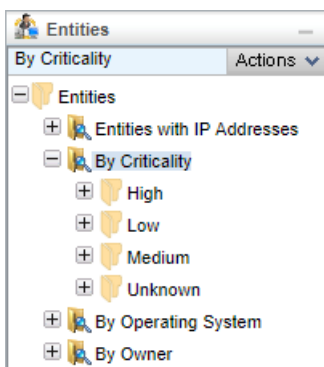 Entities
By Criticality Actions
Entities
Entities with IP Addresses
By Criticality
High
Low
Medium
Unknown
By Operating System
By Owner